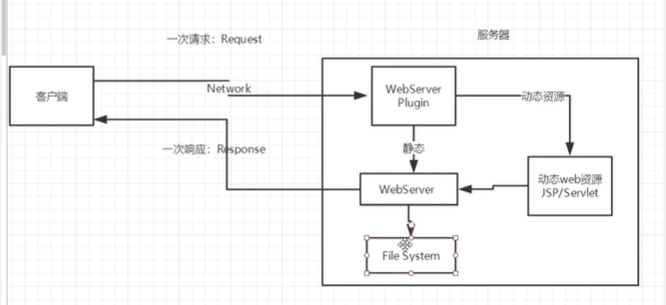 一次请求：Request
服务器
Network
客户端
WebServer
Plugin
动态资源
一次响应：Response
静态
动态web资源
JSP/Servlet
WebServer
File System